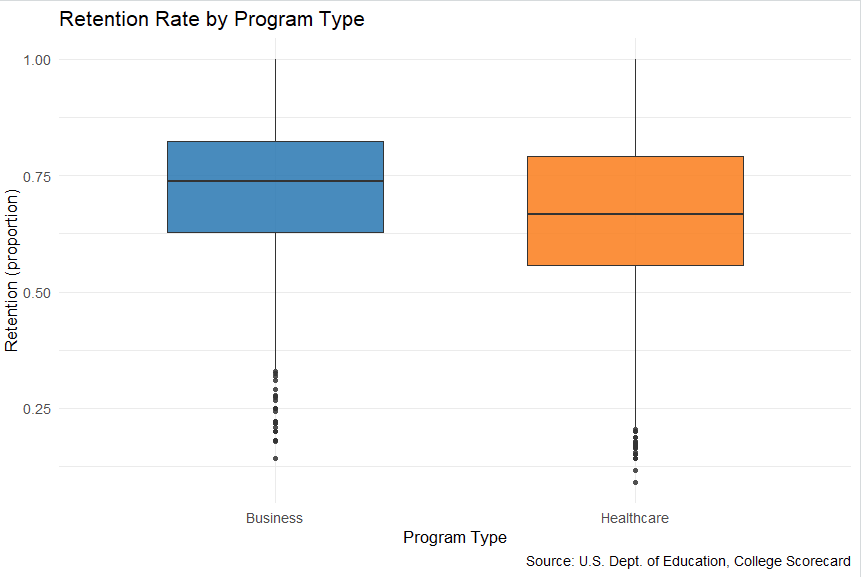 Retention Rate by Program Type
Retention (proportion)
1.00
0.75
0.50
0.25
Business
Healthcare
Program Type
Source: U.S. Dept. of Education, College Scorecard